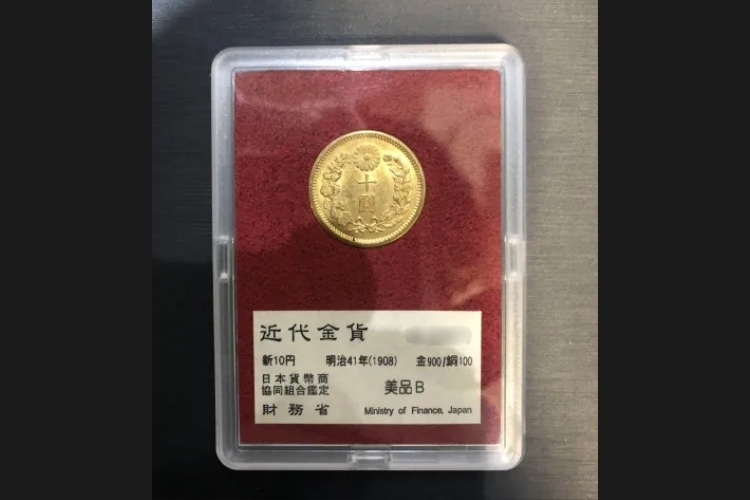 十圓
近代金貨
新10円 明治41年(1908) 金900/銅100
日本貨幣商
協同組合鑑定
美品B
財務省 Ministry of Finance, Japan